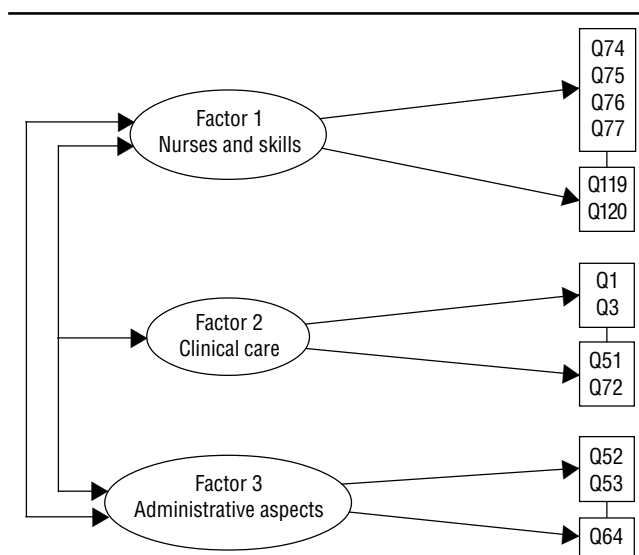 Factor 1
Nurses and skills
Q74
Q75
Q76
Q77
Q119
Q120
Factor 2
Clinical care
Q1
Q3
Q51
Q72
Factor 3
Administrative aspects
Q52
Q53
Q64